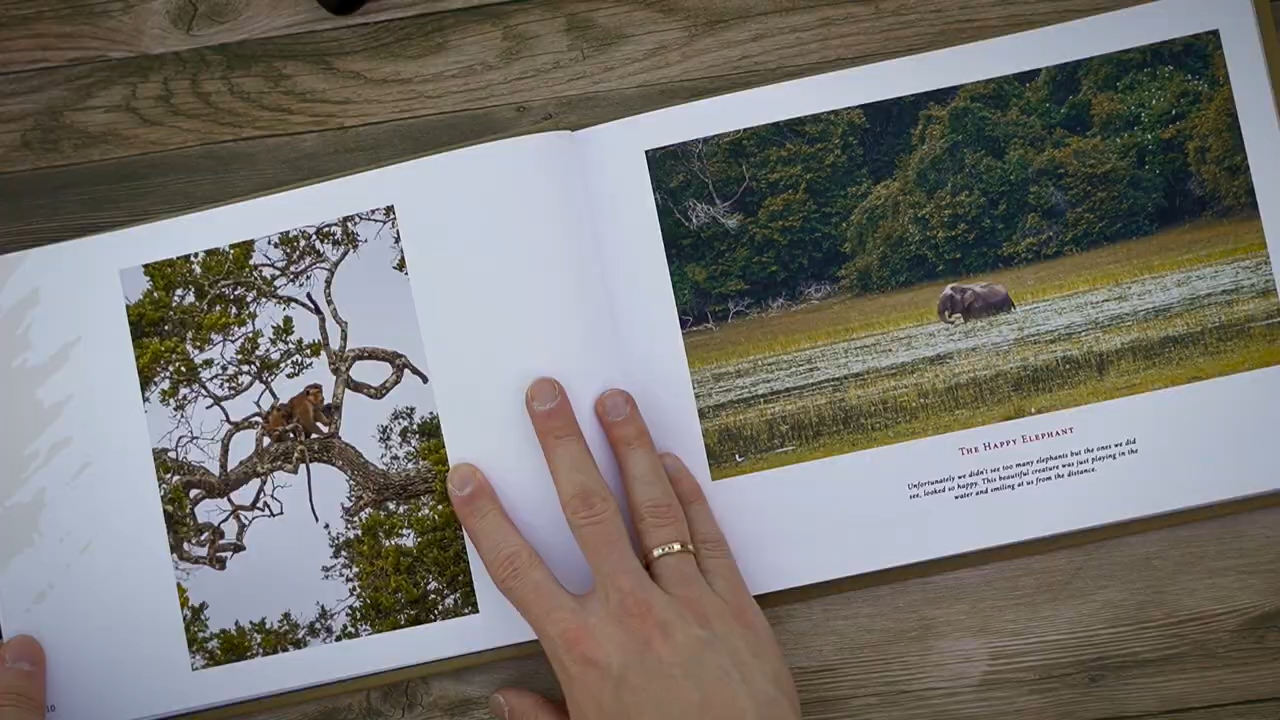 THE HAPPY ELEPHANT
Unfortunately we didn't see too many elephants but the ones we did
see, looked so happy. This beautiful creature was just playing in the
water and smiling at us from the distance.
10